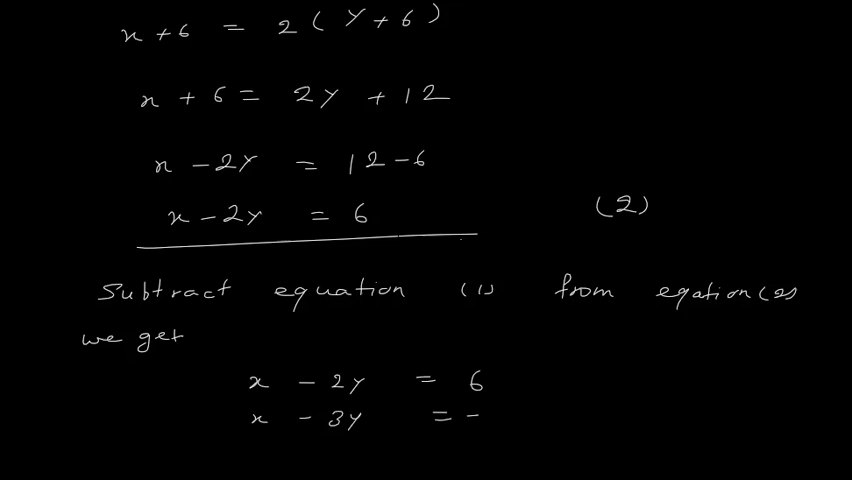 x + 6 = 2 ( y + 6 )
x + 6 = 2y + 12
x - 2y = 12 - 6
x - 2y = 6 (2)
Subtract equation (1) from eqation (2)
we get
x - 2y = 6
x - 3y = -